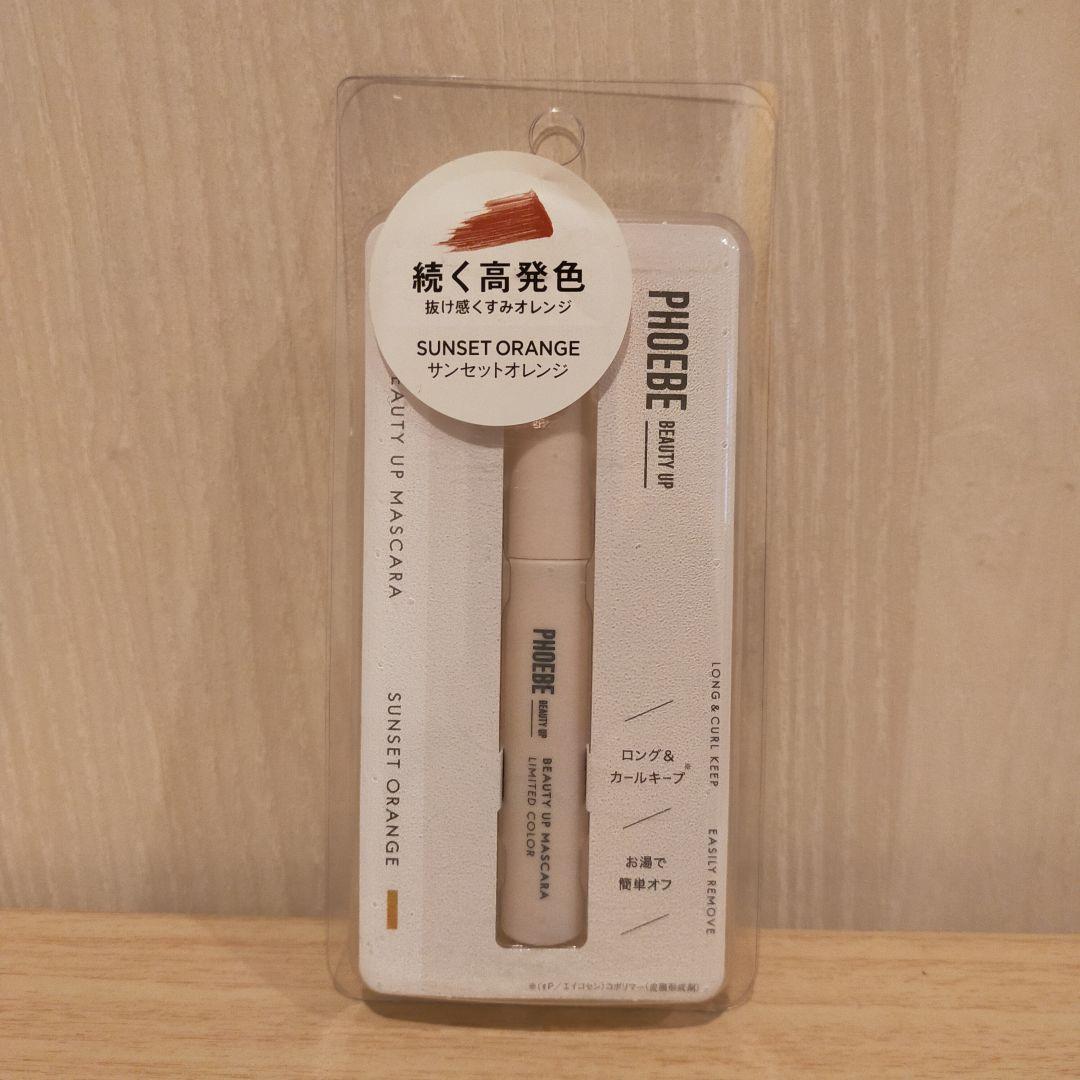 続く高発色
抜け感くすみオレンジ
SUNSET ORANGE
サンセットオレンジ
PHOEBE
BEAUTY UP
EAUTY UP MASCARA
SUNSET ORANGE
PHOEBE
BEAUTY UP
BEAUTY UP MASCARA
LIMITED COLOR
LONG & CURL KEEP
EASILY REMOVE
ロング&
カールキープ※
お湯で
簡単オフ